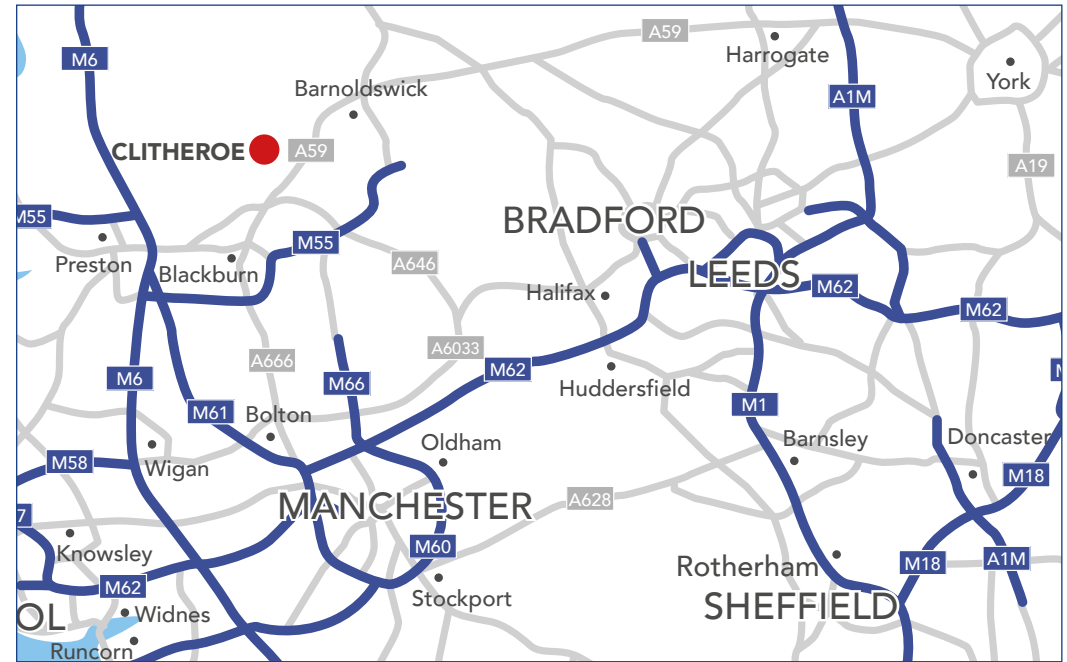 M6
A59
Harrogate
York
Barnoldswick
A1M
CLITHEROE
A59
A19
M55
BRADFORD
M55
Preston
Blackburn
A646
LEEDS
Halifax
M62
M62
A666
A6033
M62
M6
M66
Huddersfield
M61
Bolton
M1
Oldham
Barnsley
Doncaster
M58
Wigan
M18
MANCHESTER
A628
7
Knowsley
M60
Rotherham
M18
A1M
M62
Stockport
SHEFFIELD
OL
Widnes
Runcorn